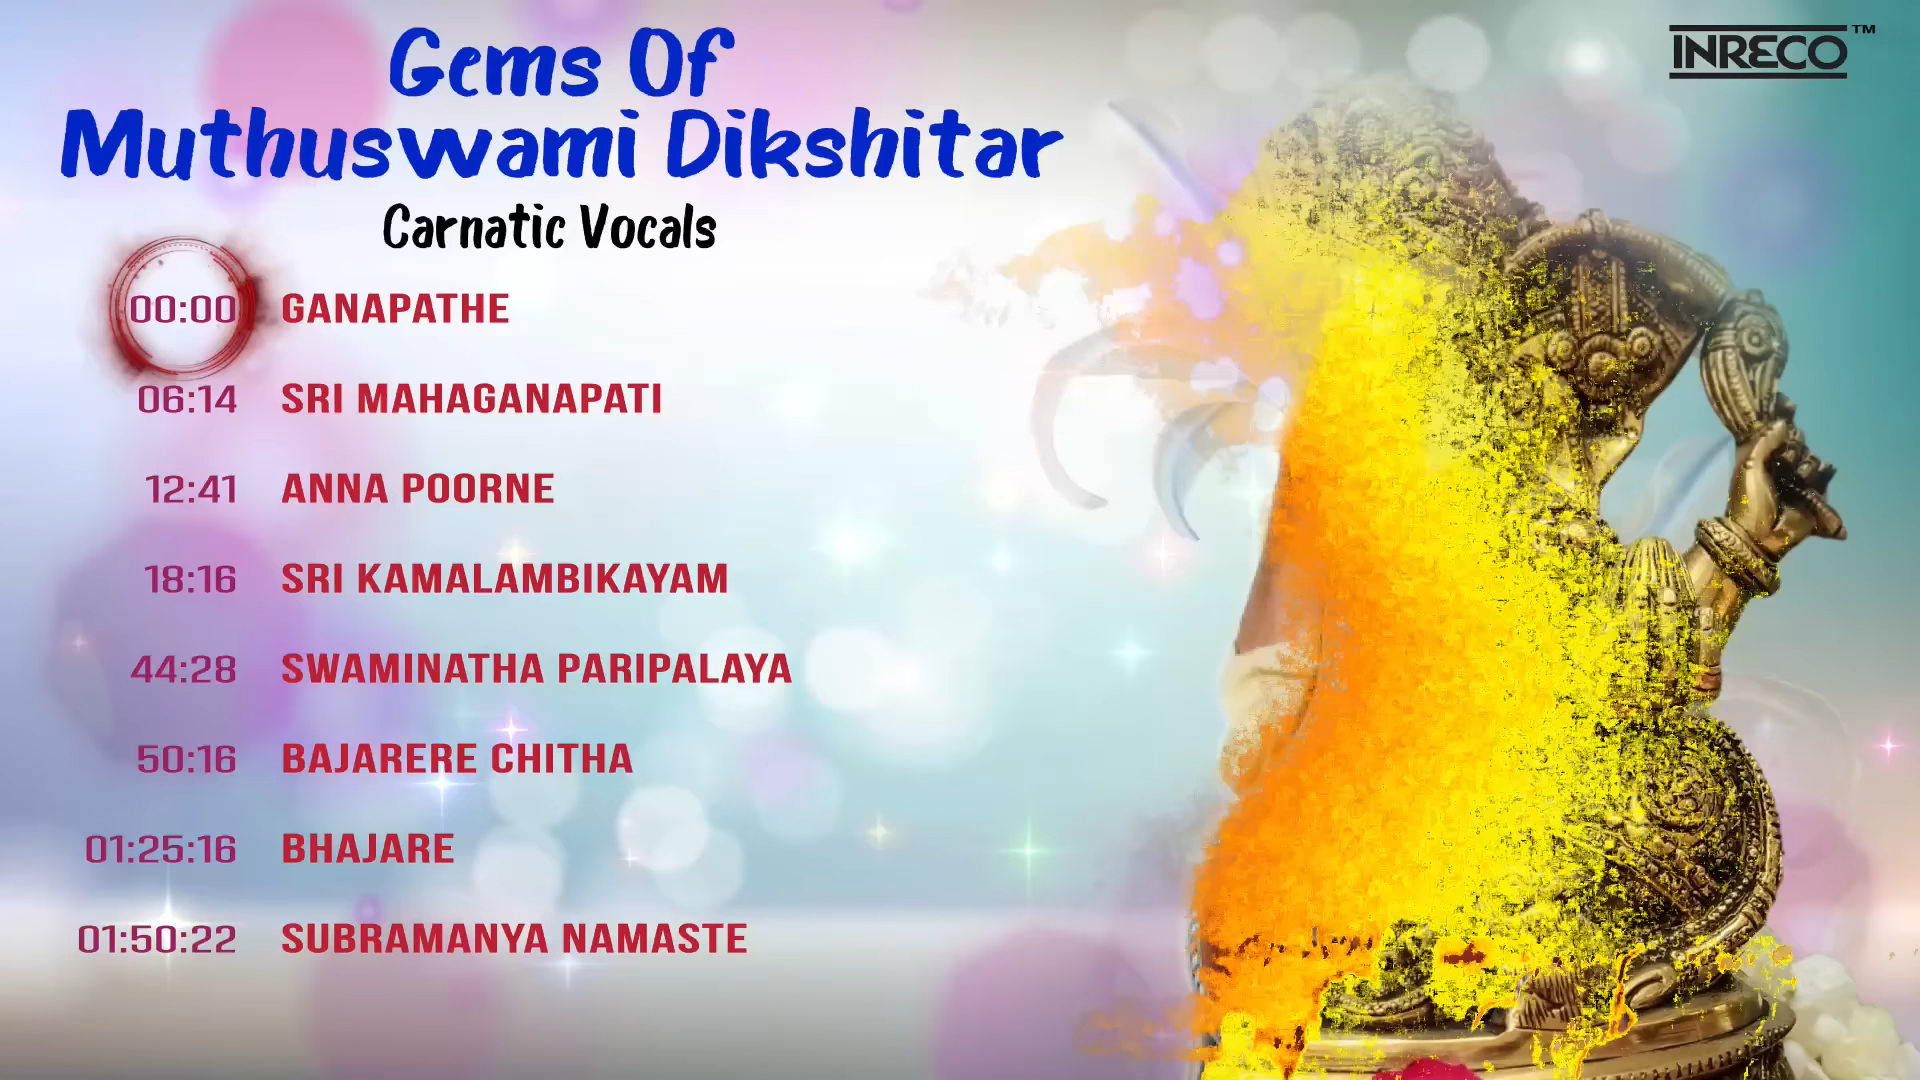 Gems Of
Muthuswami Dikshitar
Carnatic Vocals
INRECO™
00:00 GANAPATHE
06:14 SRI MAHAGANAPATI
12:41 ANNA POORNE
18:16 SRI KAMALAMBIKAYAM
44:28 SWAMINATHA PARIPALAYA
50:16 BAJARERE CHITHA
01:25:16 BHAJARE
01:50:22 SUBRAMANYA NAMASTE